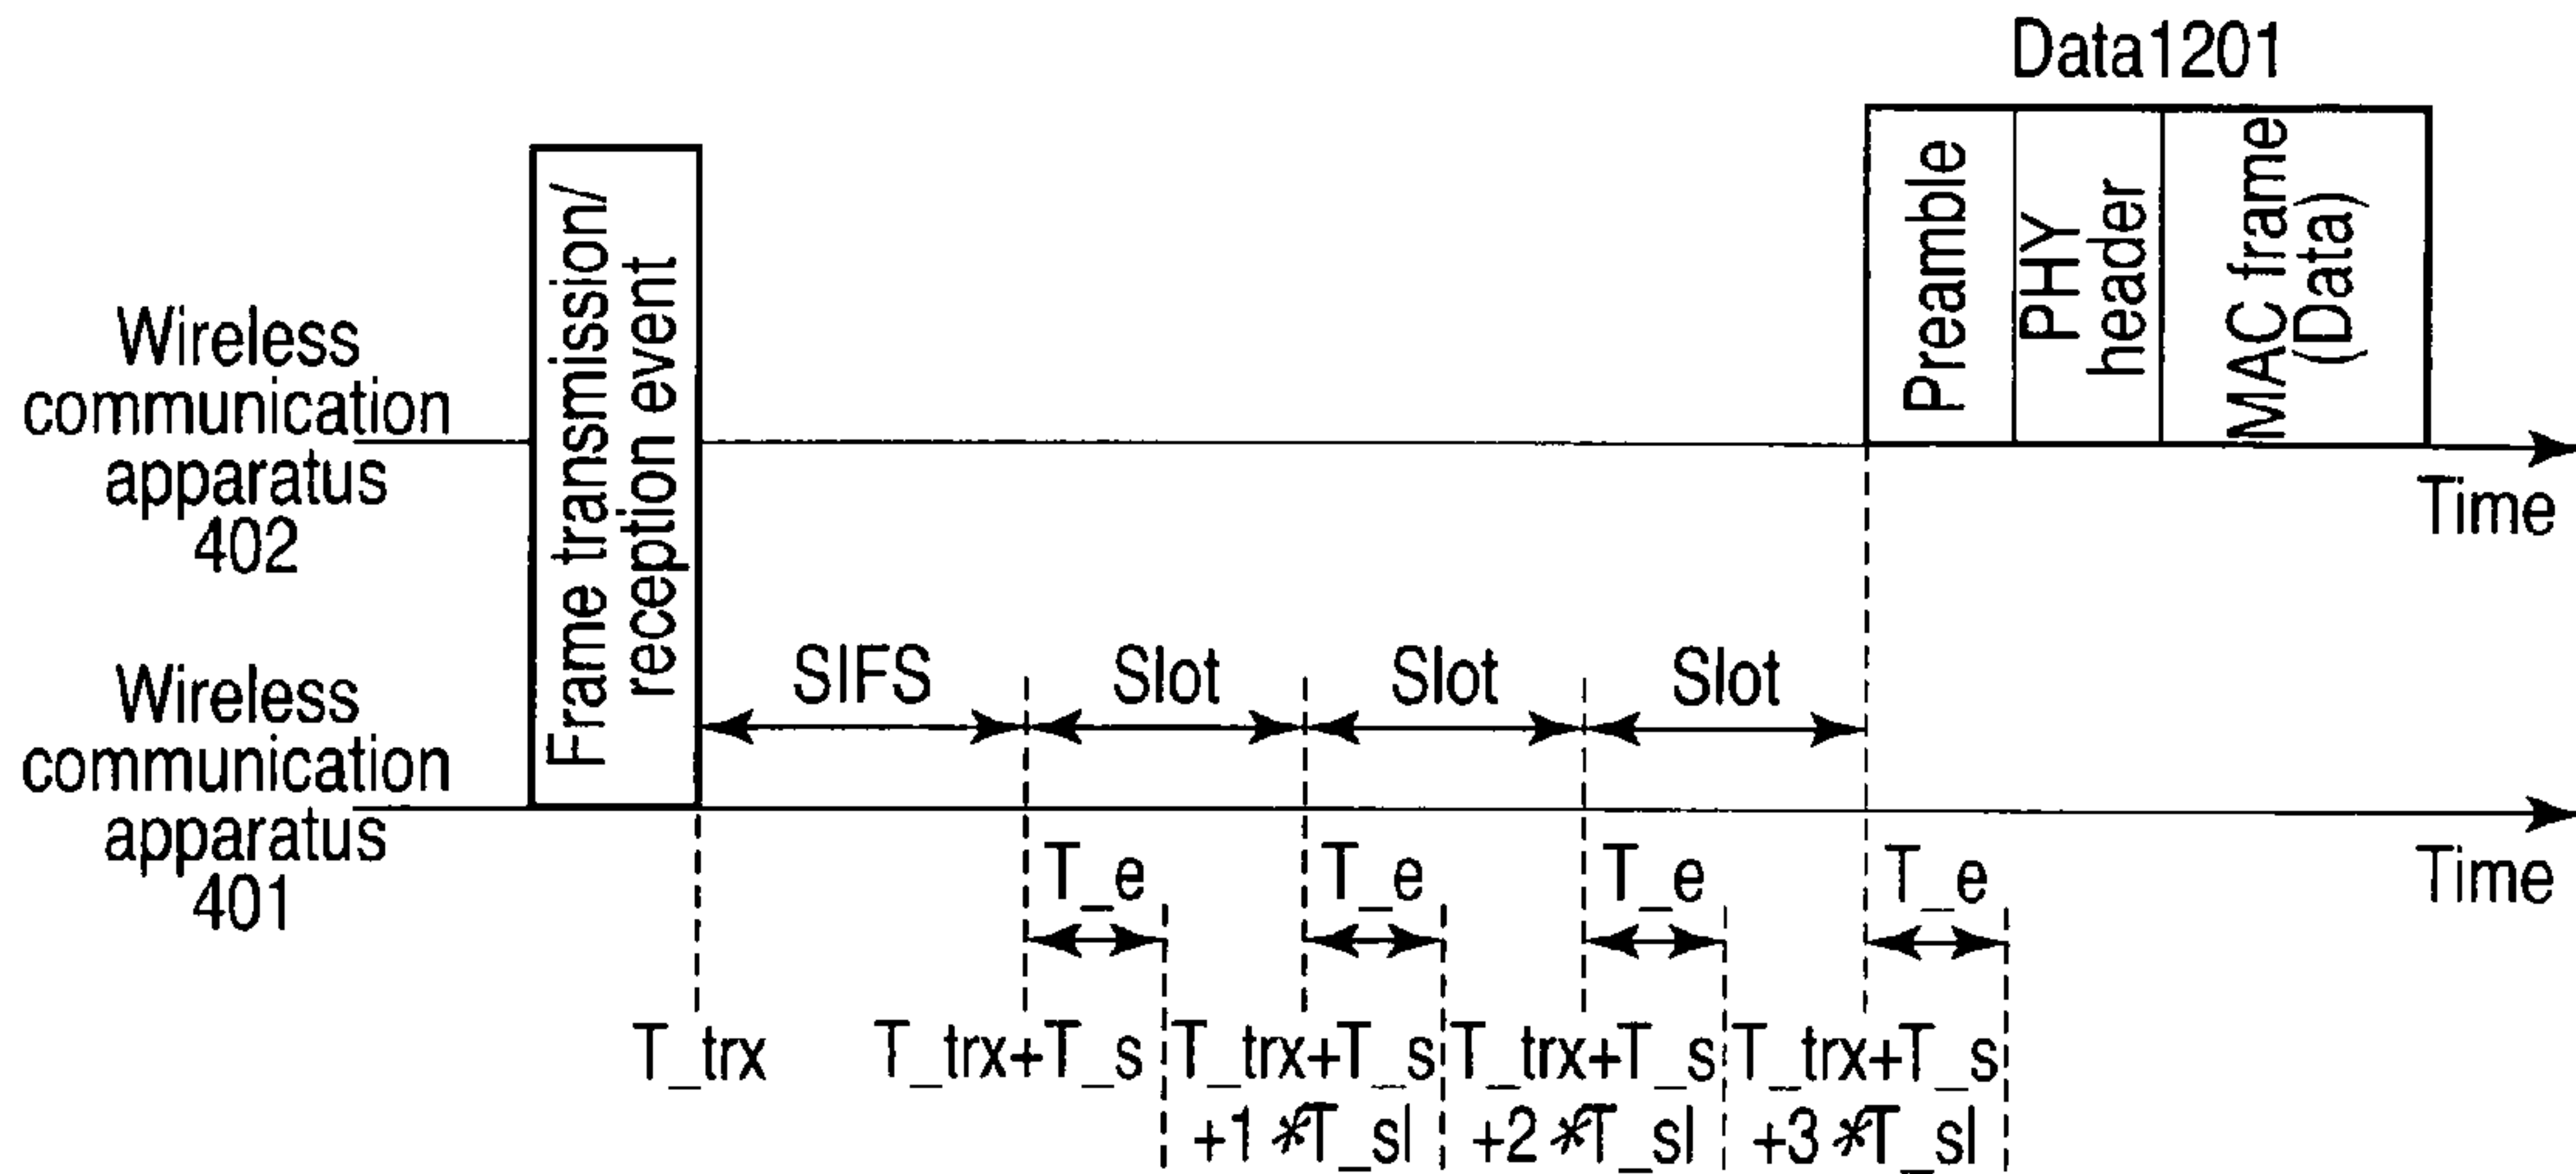 Data1201
Preamble
PHY
header
MAC frame
(Data)
Frame transmission/
reception event
Wireless
communication
apparatus
402
Time
SIFS
Slot
Slot
Slot
Wireless
communication
apparatus
401
Time
T_e
T_e
T_e
T_e
T_trx
T_trx+T_s
T_trx+T_s
+1*T_sl
T_trx+T_s
+2*T_sl
T_trx+T_s
+3*T_sl